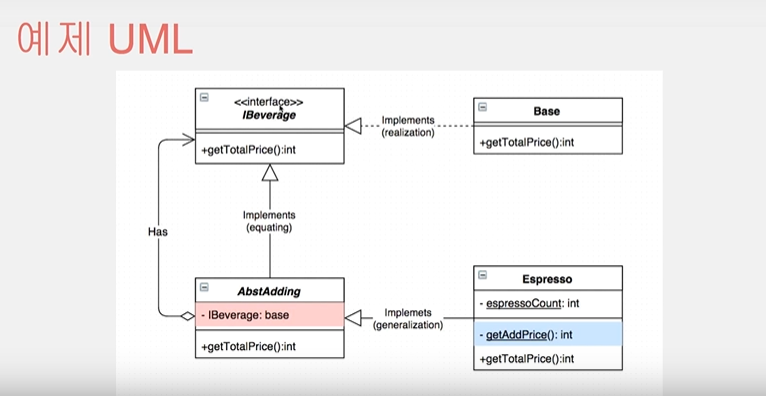 예제 UML
<<interface>>
IBeverage
+getTotalPrice():int
Implements
(realization)
Base
+getTotalPrice():int
Implements
(equating)
Has
AbstAdding
- IBeverage: base
+getTotalPrice():int
Implemets
(generalization)
Espresso
- espressoCount: int
- getAddPrice(): int
+getTotalPrice():int